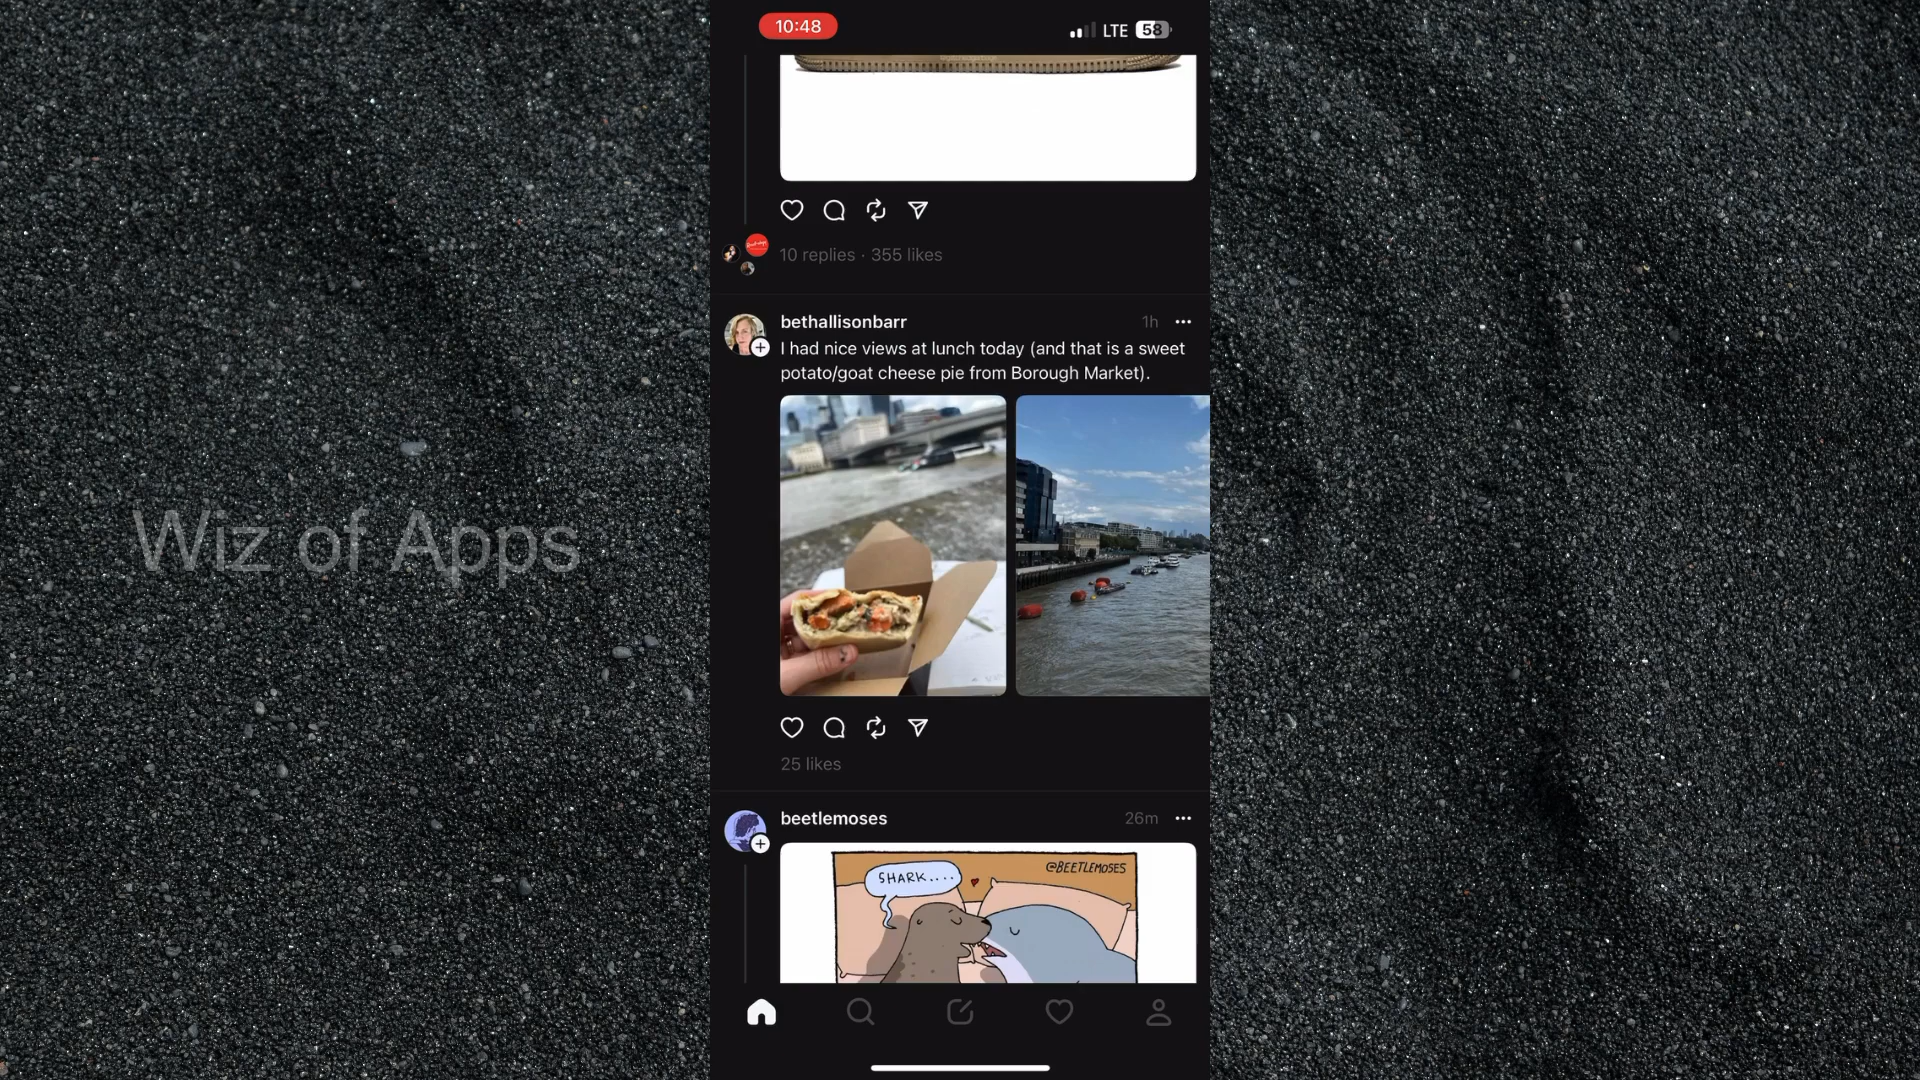 10:48
LTE 58
10 replies · 355 likes
bethallisonbarr 1h
I had nice views at lunch today (and that is a sweet
potato/goat cheese pie from Borough Market).
Wiz of Apps
25 likes
beetlemoses 26m
SHARK....
@BEETLEMOSES